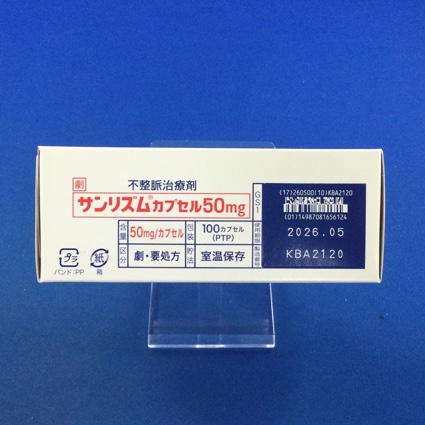 劇
不整脈治療剤
サンリズム®カプセル50mg
含量
50mg/カプセル
包装
100カプセル
(PTP)
区分
劇・要処方
貯法
室温保存
プラ
バンド:PP
紙
箱
GS1
(17)260500(10)KBA2120
(01)14987081656124
使用期限
2026.05
製造番号
KBA2120